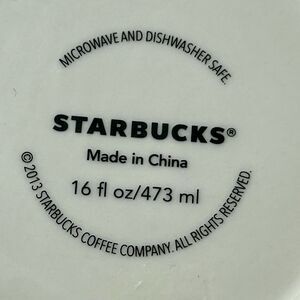 MICROWAVE AND DISHWASHER SAFE.
STARBUCKS®
Made in China
16 fl oz/473 ml
© 2013 STARBUCKS COFFEE COMPANY. ALL RIGHTS RESERVED.